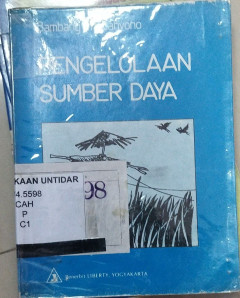 Bambang
PENGELOLAAN
SUMBER DAYA
KAAN UNTIDAR
4.5598
CAH
P
C1
98
LIBERTY, YOGYAKARTA